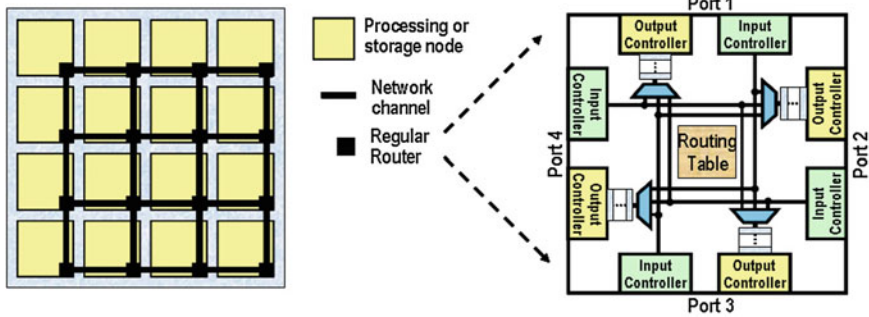 Processing or
storage node
Network
channel
Regular
Router
Port 1
Output
Controller
Input
Controller
Input
Controller
Output
Controller
Port 4
Routing
Table
Port 2
Output
Controller
Input
Controller
Input
Controller
Output
Controller
Port 3